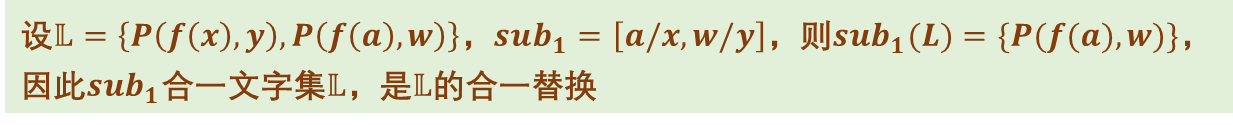 设𝕃 = {P(f(x), y), P(f(a), w)}，sub₁ = [a/x, w/y]，则sub₁(L) = {P(f(a), w)}，
因此sub₁合一文字集𝕃，是𝕃的合一替换